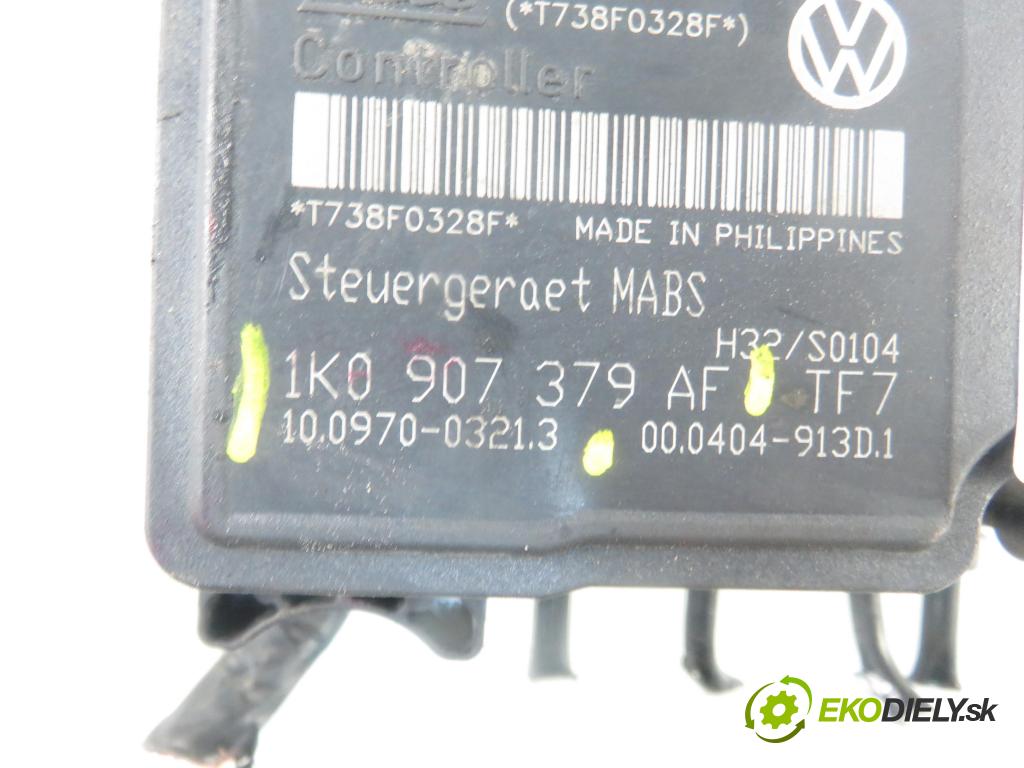 (*T738F0328F*)
Controller
*T738F0328F* MADE IN PHILIPPINES
Steuergeraet MABS
H32/S0104
1K0 907 379 AF TF7
10.0970-0321.3 00.0404-913D.1
EKODIELY.sk